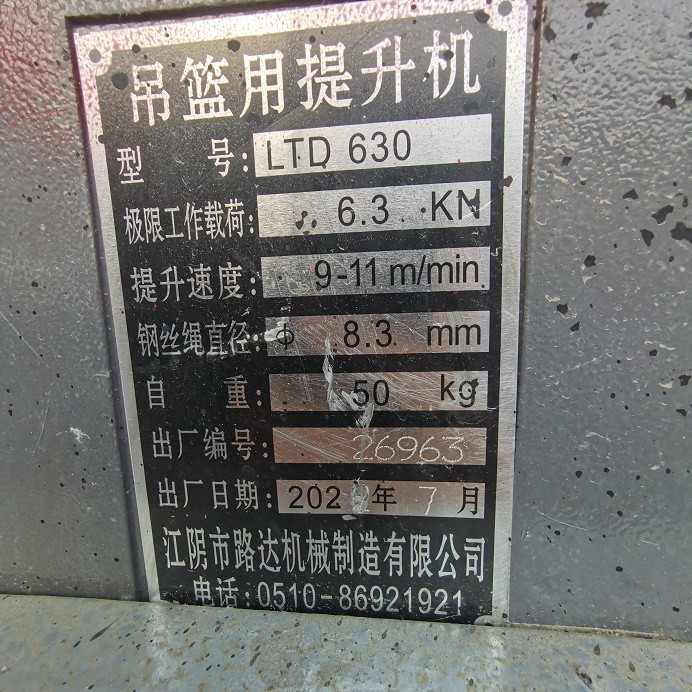 吊篮用提升机
型 号: LTD 630
极限工作载荷: 6.3 KN
提升速度: 9-11 m/min
钢丝绳直径: ф 8.3 mm
自 重: 50 kg
出厂编号: 26963
出厂日期: 202 年 7 月
江阴市路达机械制造有限公司
电话: 0510-86921921